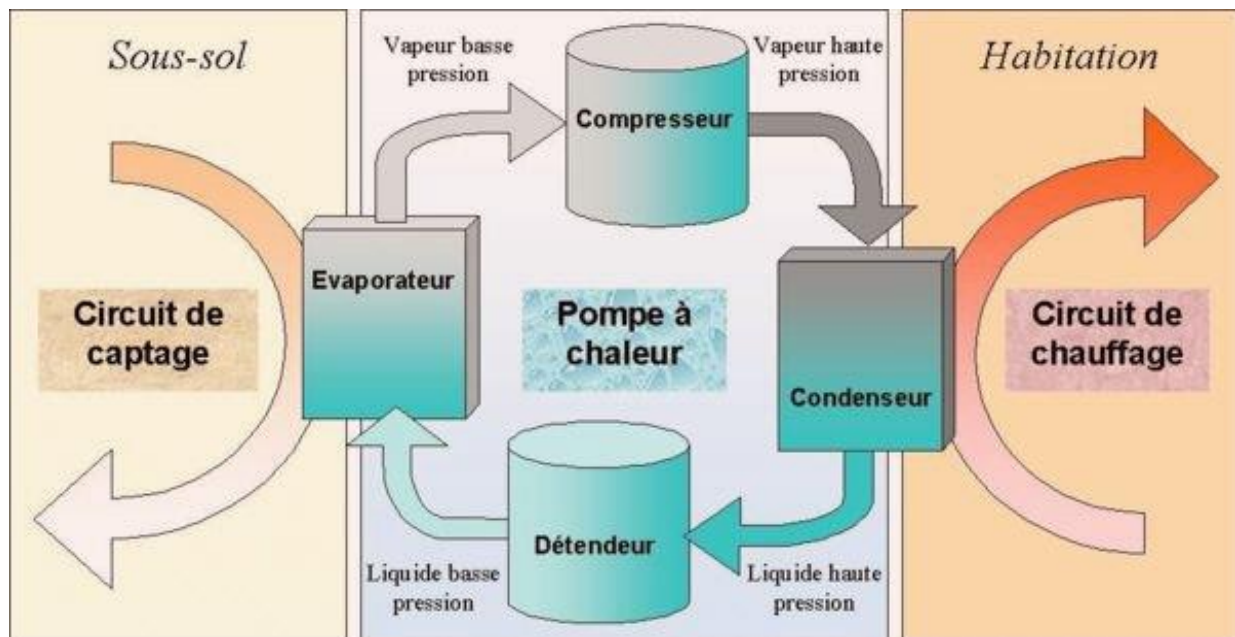 Sous-sol
Vapeur basse
pression
Compresseur
Vapeur haute
pression
Habitation
Evaporateur
Circuit de
captage
Pompe à
chaleur
Circuit de
chauffage
Condenseur
Détendeur
Liquide basse
pression
Liquide haute
pression